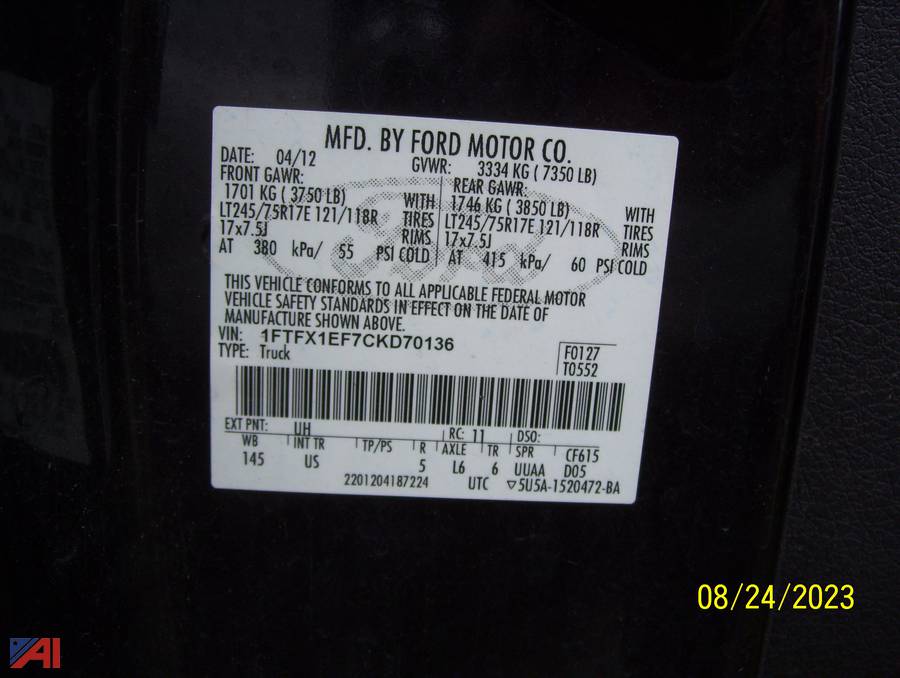 MFD. BY FORD MOTOR CO.
DATE: 04/12 GVWR: 3334 KG ( 7350 LB)
FRONT GAWR: REAR GAWR:
1701 KG ( 3750 LB) WITH 1746 KG ( 3850 LB) WITH
LT245/75R17E 121/118R TIRES LT245/75R17E 121/118R TIRES
17x7.5J RIMS 17x7.5J RIMS
AT 380 kPa/ 55 PSI COLD AT 415 kPa/ 60 PSI COLD
Ford
THIS VEHICLE CONFORMS TO ALL APPLICABLE FEDERAL MOTOR
VEHICLE SAFETY STANDARDS IN EFFECT ON THE DATE OF
MANUFACTURE SHOWN ABOVE.
VIN: 1FTFX1EF7CKD70136
TYPE: Truck
F0127
T0552
EXT PNT: UH RC: 11 DSO:
WB INT TR TP/PS R AXLE TR SPR CF615
145 US 5 L6 6 UUAA D05
2201204187224 UTC ▽5U5A-1520472-BA
08/24/2023
AI